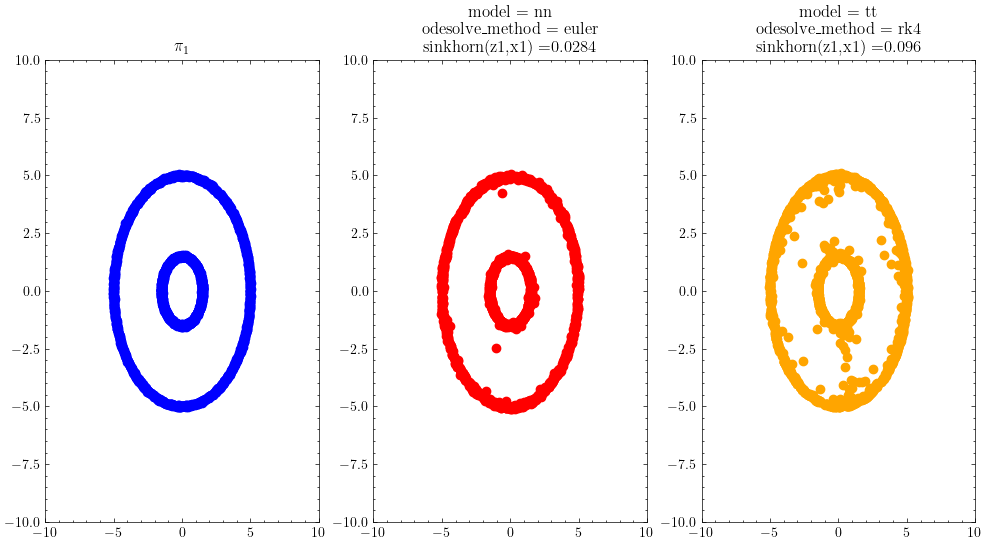 π₁
model = nn
odesolve_method = euler
sinkhorn(z1,x1) =0.0284
model = tt
odesolve_method = rk4
sinkhorn(z1,x1) =0.096
10.0
7.5
5.0
2.5
0.0
−2.5
−5.0
−7.5
−10.0
−10 −5 0 5 10
10.0
7.5
5.0
2.5
0.0
−2.5
−5.0
−7.5
−10.0
−10 −5 0 5 10
10.0
7.5
5.0
2.5
0.0
−2.5
−5.0
−7.5
−10.0
−10 −5 0 5 10